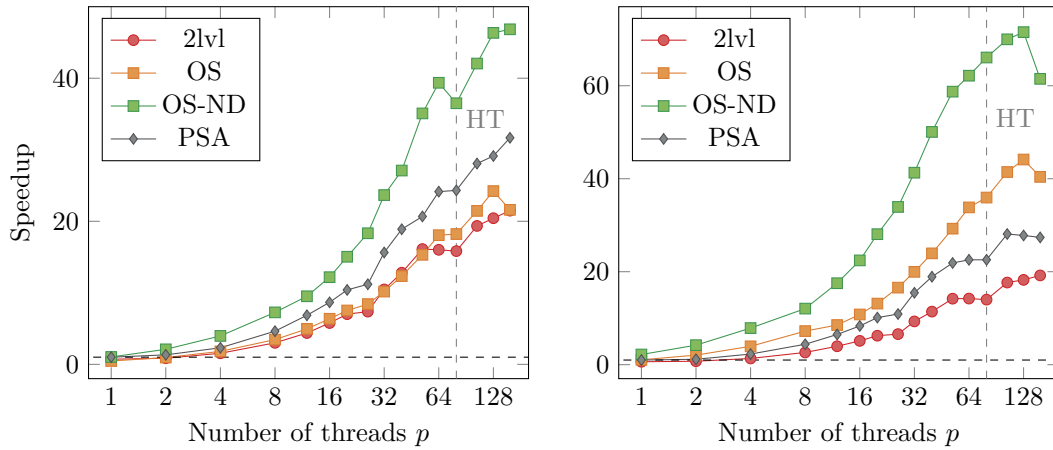 2lvl
OS
OS-ND
PSA
HT
40
20
0
Speedup
1 2 4 8 16 32 64 128
Number of threads p
2lvl
OS
OS-ND
PSA
HT
60
40
20
0
1 2 4 8 16 32 64 128
Number of threads p